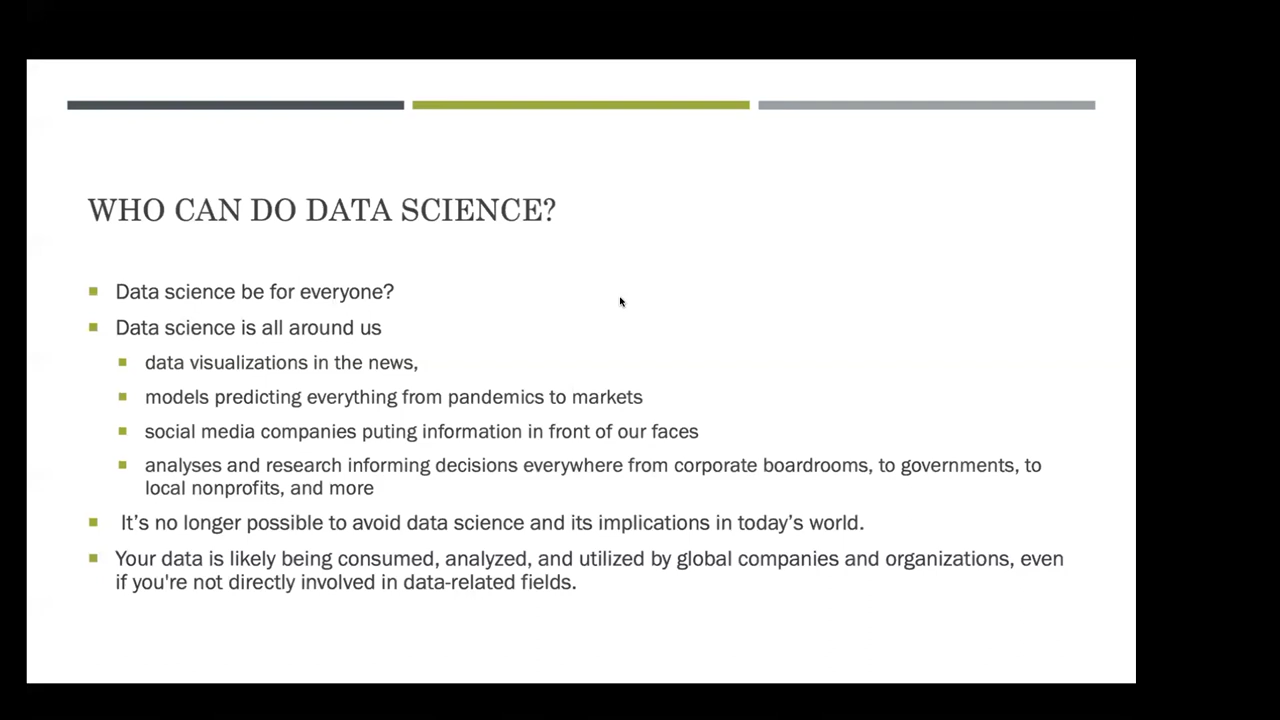 WHO CAN DO DATA SCIENCE?
Data science be for everyone?
Data science is all around us
data visualizations in the news,
models predicting everything from pandemics to markets
social media companies puting information in front of our faces
analyses and research informing decisions everywhere from corporate boardrooms, to governments, to
local nonprofits, and more
It’s no longer possible to avoid data science and its implications in today’s world.
Your data is likely being consumed, analyzed, and utilized by global companies and organizations, even
if you're not directly involved in data-related fields.